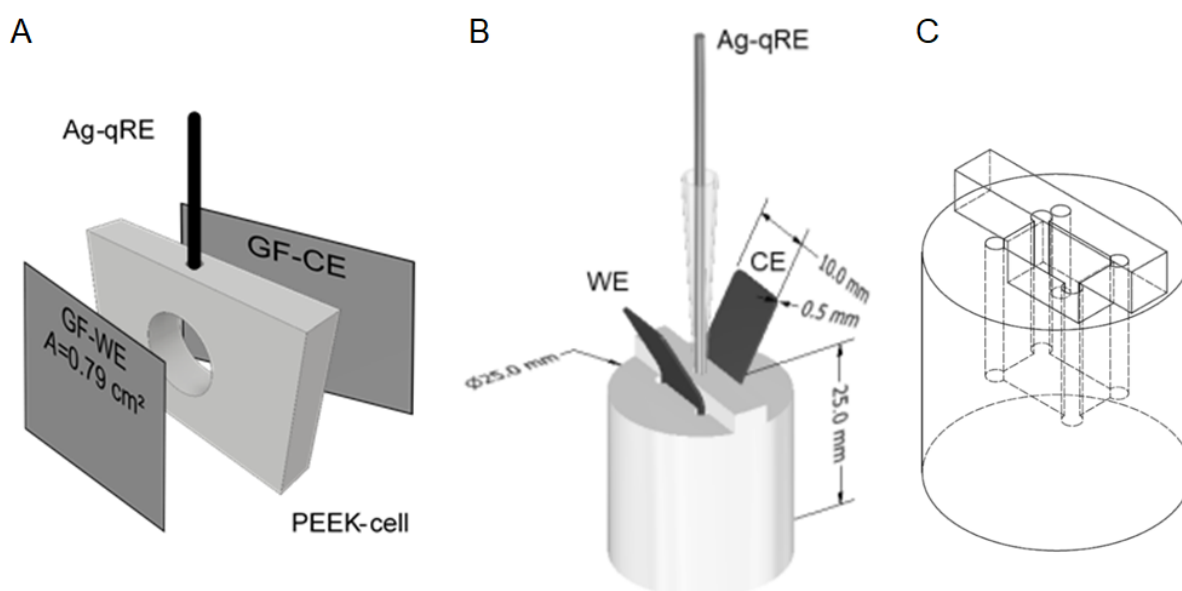 A
Ag-qRE
GF-CE
GF-WE
A=0.79 cm²
PEEK-cell
B
Ag-qRE
WE
CE
10.0 mm
0.5 mm
Ø25.0 mm
25.0 mm
C